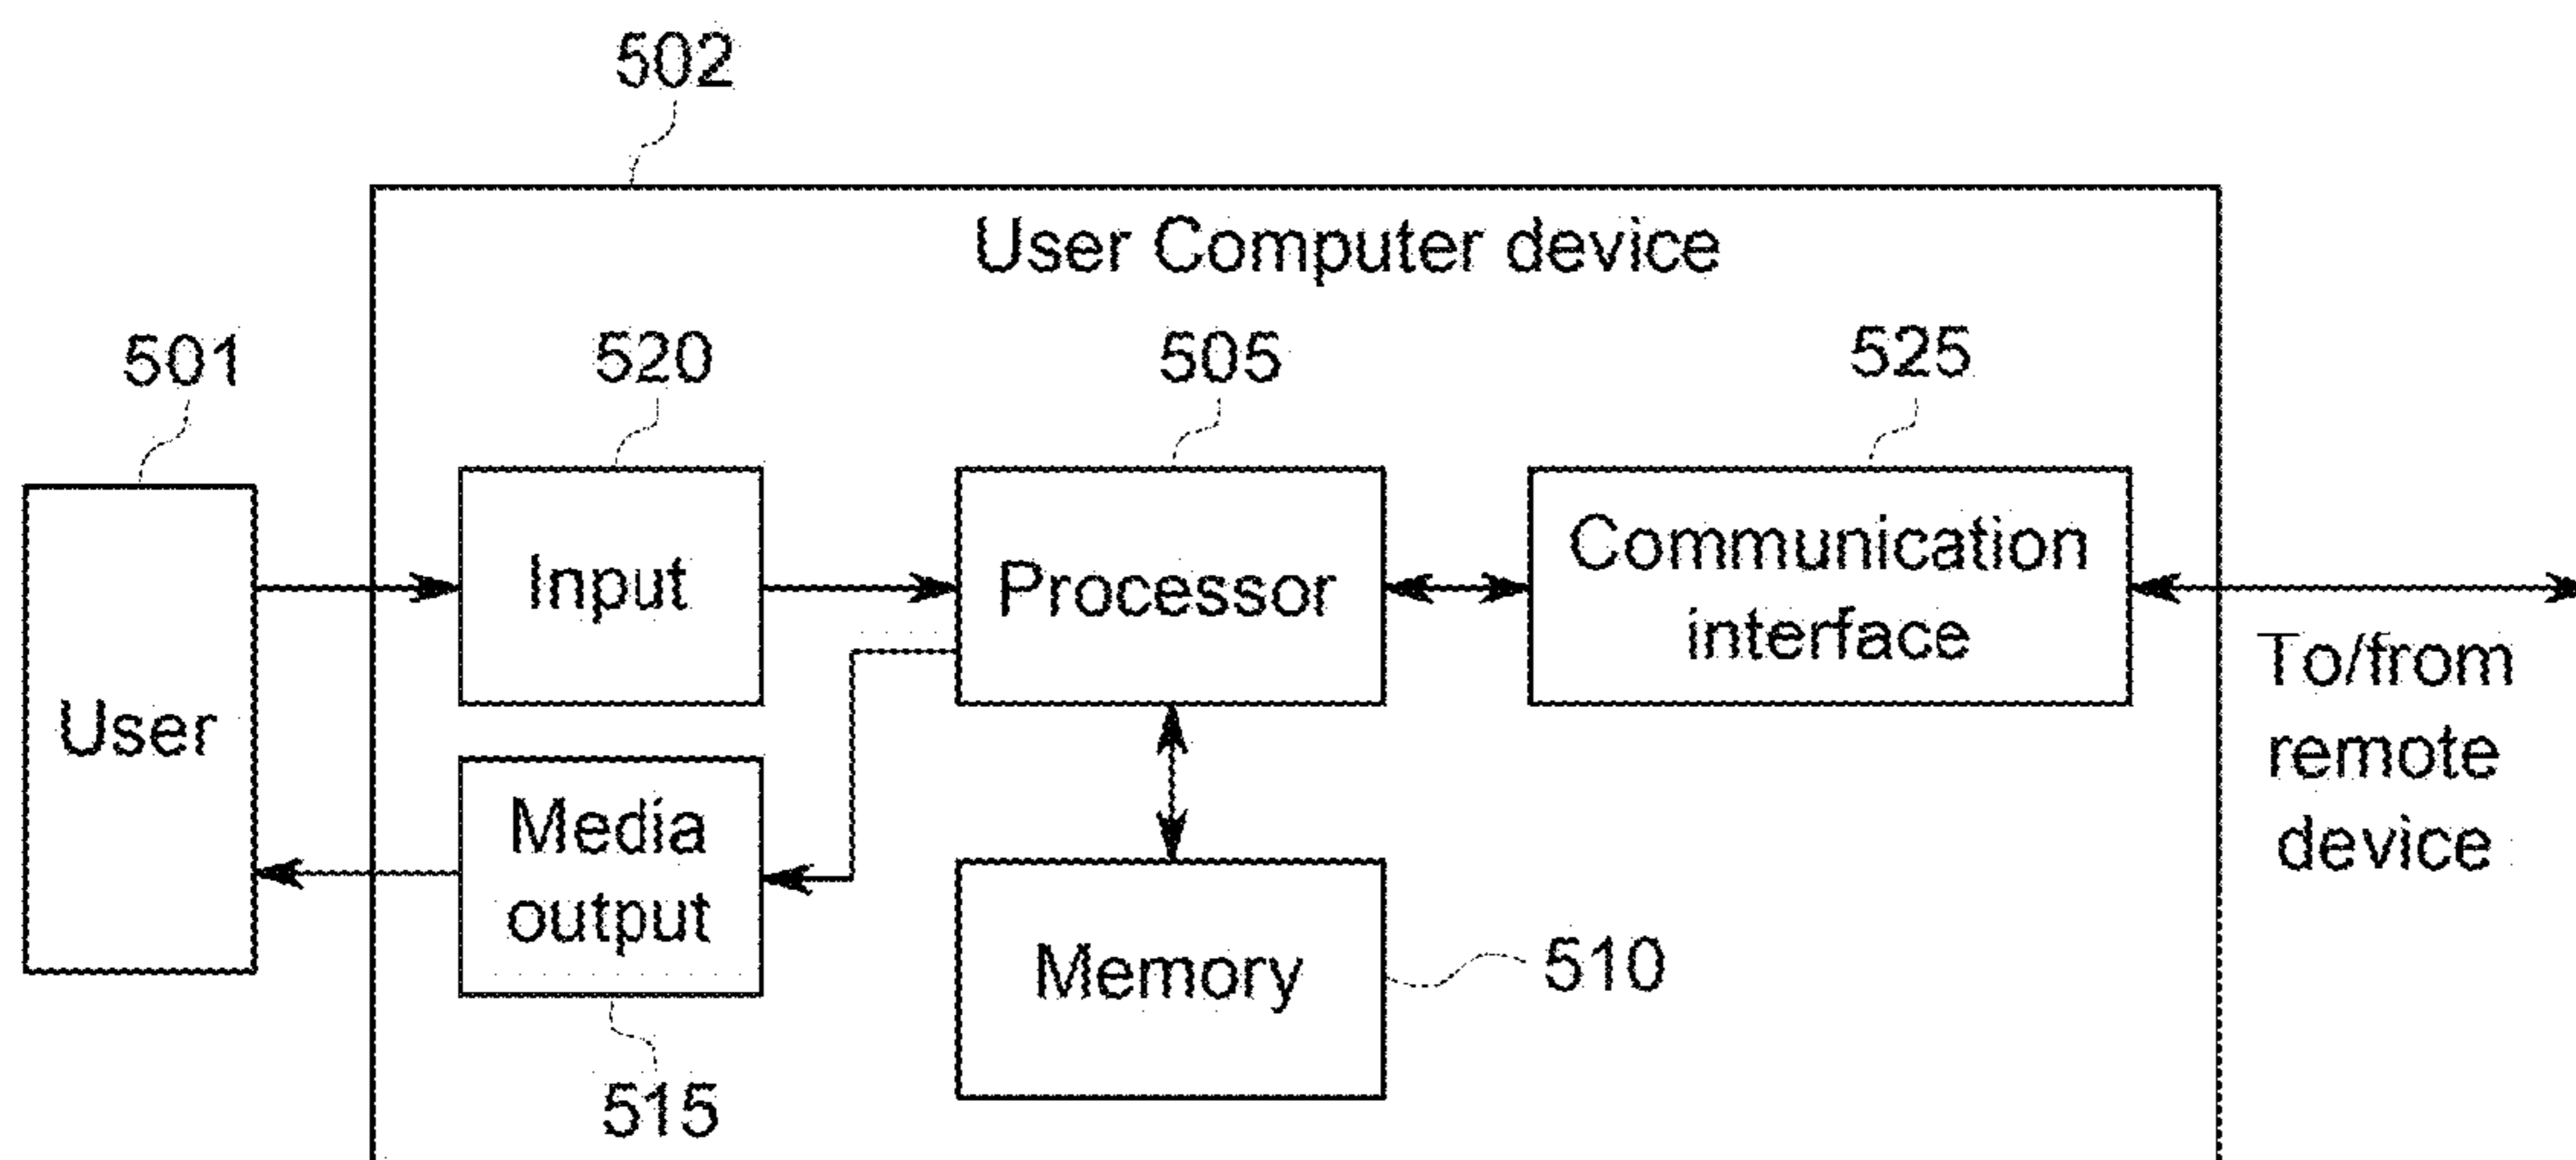 502
User Computer device
501
520
505
525
User
Input
Processor
Communication
interface
To/from
remote
device
Media
output
Memory
510
515